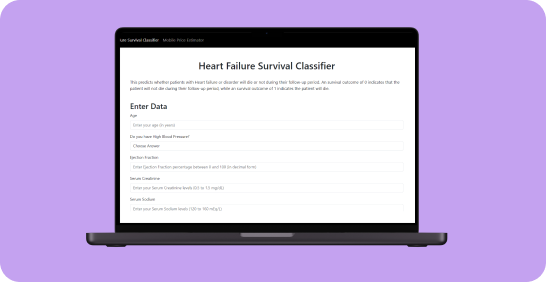 ure Survival Classifier Mobile Price Estimator
Heart Failure Survival Classifier
This predicts whether patients with Heart failure or disorder will die or not during their follow-up period. An survival outcome of 0 indicates that the
patient will not die during their follow-up period, while an survival outcome of 1 indicates the patient will die.
Enter Data
Age
Enter your age (in years)
Do you have High Blood Pressure?
Choose Answer
Ejection Fraction
Enter Ejection Fraction percentage between 0 and 100 (in decimal form)
Serum Creatinine
Enter your Serum Creatinine levels (0.5 to 10 mg/dL)
Serum Sodium
Enter your Serum Sodium levels (120 to 160 mEq/L)